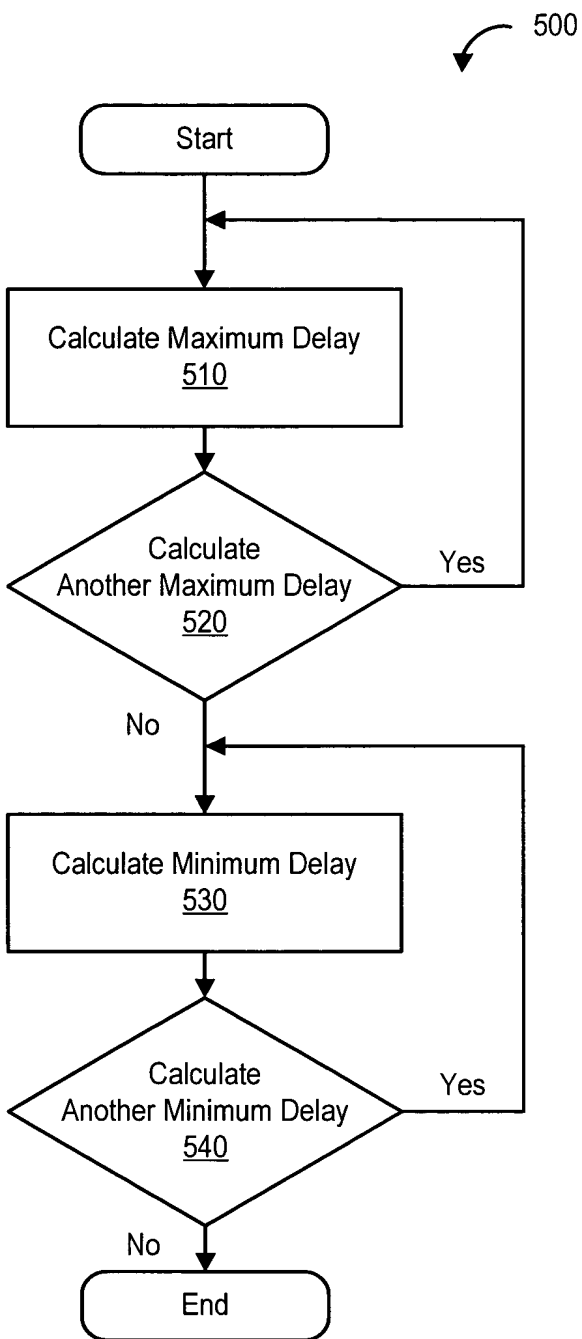 500
Start
Calculate Maximum Delay
510
Calculate
Another Maximum Delay
520
Yes
No
Calculate Minimum Delay
530
Calculate
Another Minimum Delay
540
Yes
No
End